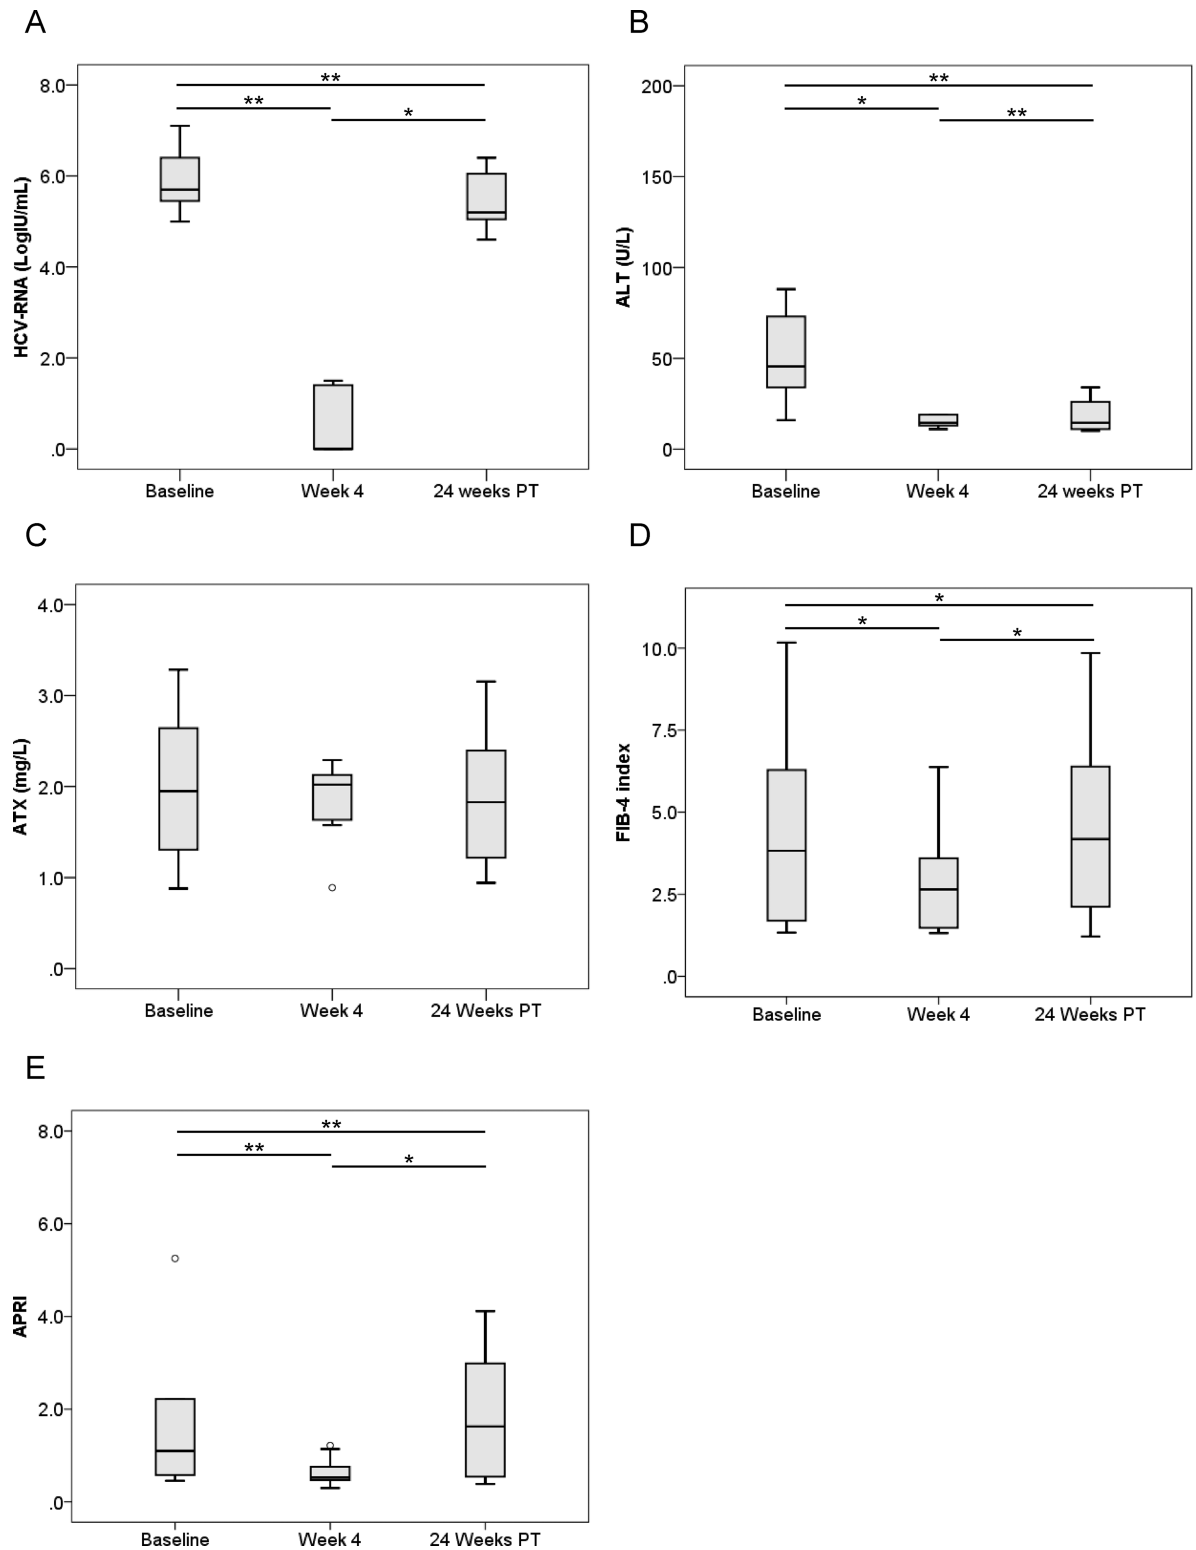 A
HCV-RNA (LogIU/mL)
8.0
6.0
4.0
2.0
.0
**
**
*
Baseline
Week 4
24 weeks PT
B
ALT (U/L)
200
150
100
50
0
**
*
**
Baseline
Week 4
24 weeks PT
C
ATX (mg/L)
4.0
3.0
2.0
1.0
.0
Baseline
Week 4
24 Weeks PT
D
FIB-4 index
10.0
7.5
5.0
2.5
.0
*
*
*
Baseline
Week 4
24 Weeks PT
E
APRI
8.0
6.0
4.0
2.0
.0
**
**
*
Baseline
Week 4
24 Weeks PT